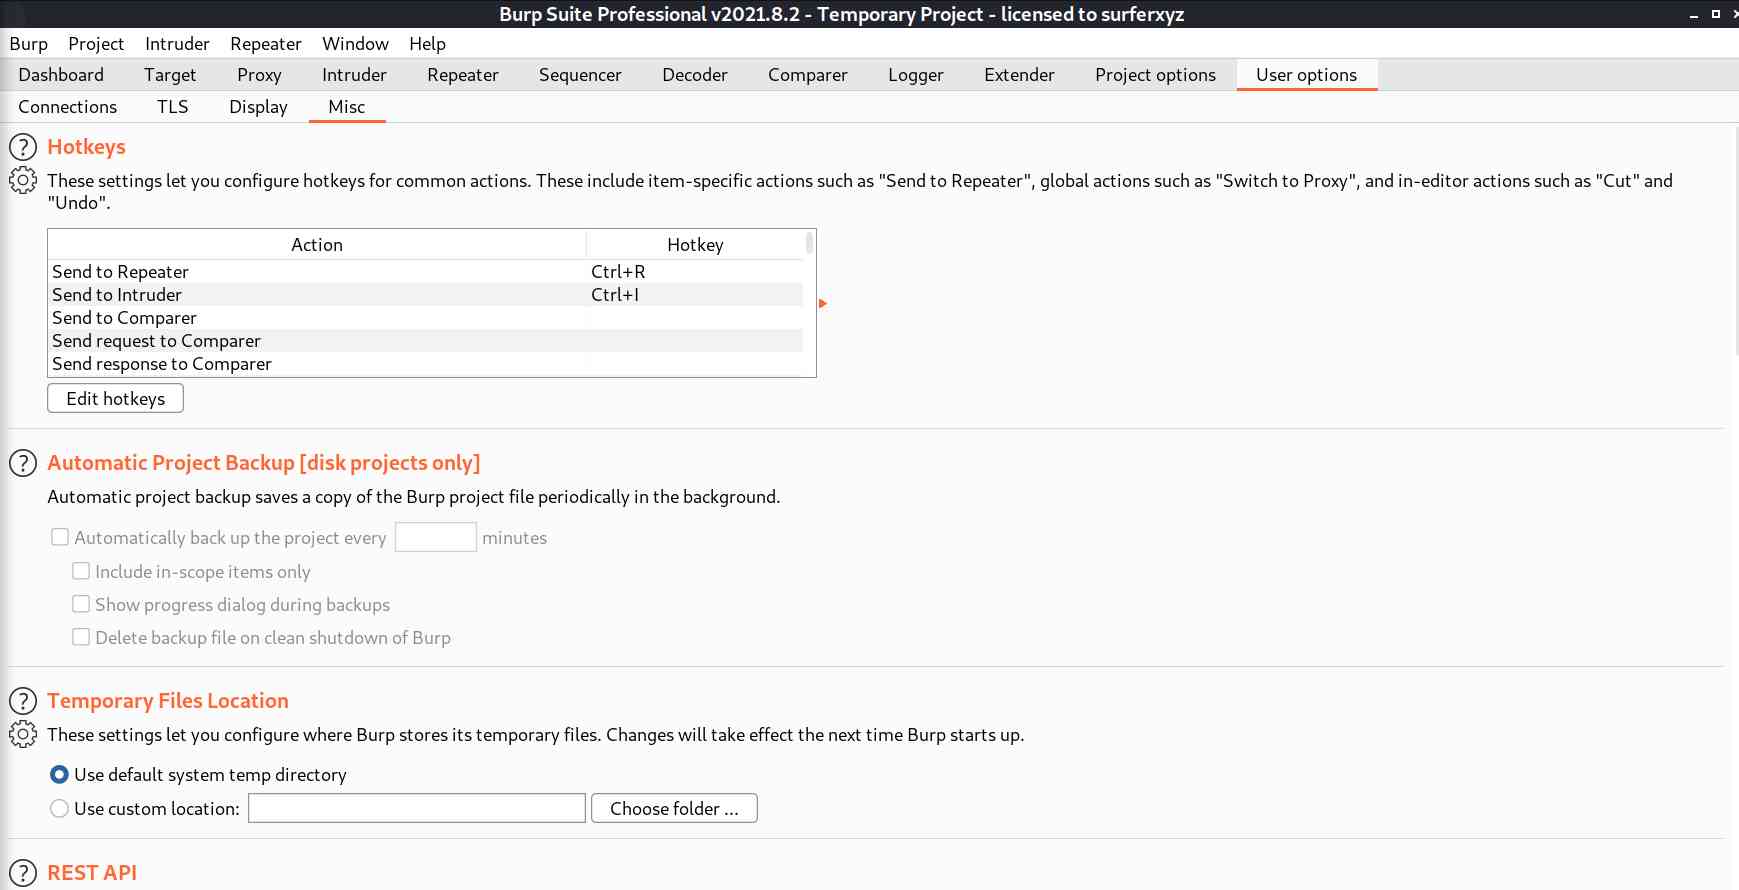 Burp Suite Professional v2021.8.2 - Temporary Project - licensed to surferxyz
Burp Project Intruder Repeater Window Help
Dashboard Target Proxy Intruder Repeater Sequencer Decoder Comparer Logger Extender Project options User options
Connections TLS Display Misc
? Hotkeys
These settings let you configure hotkeys for common actions. These include item-specific actions such as "Send to Repeater", global actions such as "Switch to Proxy", and in-editor actions such as "Cut" and
"Undo".
Action Hotkey
Send to Repeater Ctrl+R
Send to Intruder Ctrl+I
Send to Comparer
Send request to Comparer
Send response to Comparer
Edit hotkeys
? Automatic Project Backup [disk projects only]
Automatic project backup saves a copy of the Burp project file periodically in the background.
Automatically back up the project every minutes
Include in-scope items only
Show progress dialog during backups
Delete backup file on clean shutdown of Burp
? Temporary Files Location
These settings let you configure where Burp stores its temporary files. Changes will take effect the next time Burp starts up.
Use default system temp directory
Use custom location: Choose folder ...
? REST API